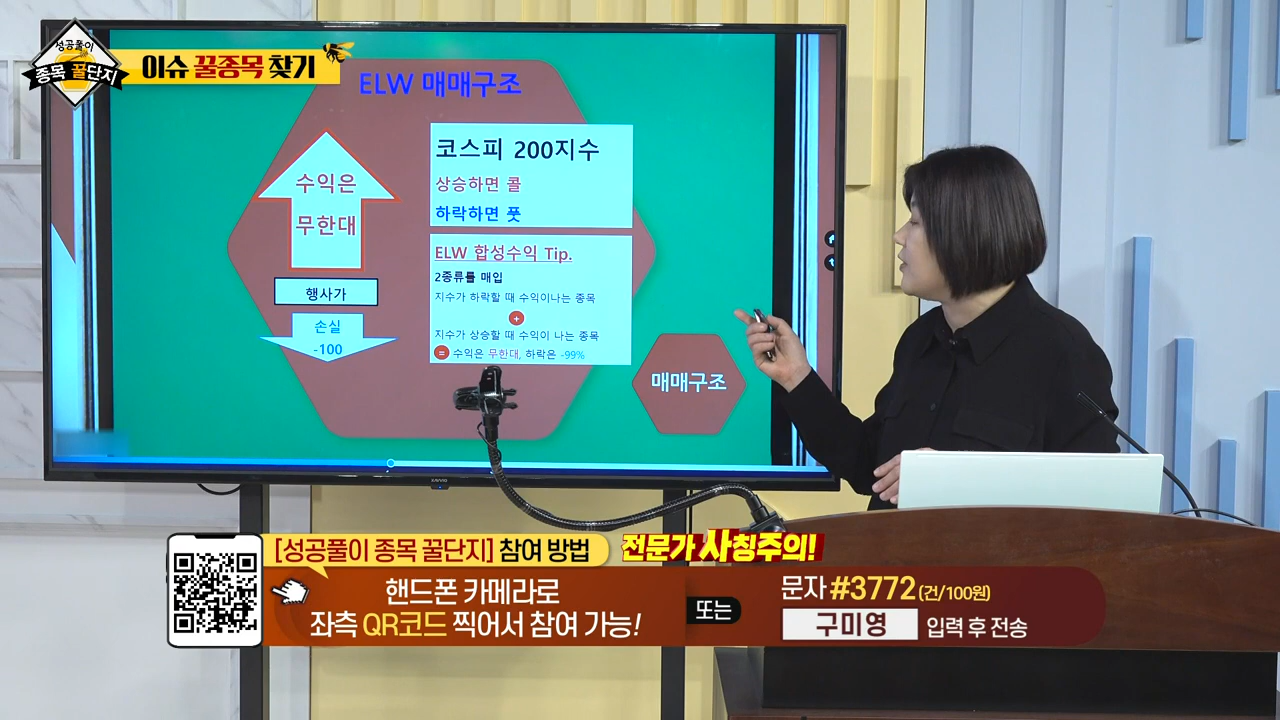 성공풀이
종목 꿀단지
이슈 꿀종목 찾기
ELW 매매구조
수익은
무한대
행사가
손실
-100
코스피 200지수
상승하면 콜
하락하면 풋
ELW 합성수익 Tip.
2종류를 매입
지수가 하락할 때 수익이나는 종목
+
지수가 상승할 때 수익이 나는 종목
= 수익은 무한대, 하락은 -99%
매매구조
[성공풀이 종목 꿀단지] 참여 방법
전문가 사칭주의!
핸드폰 카메라로
좌측 QR코드 찍어서 참여 가능!
또는
문자 #3772 (건/100원)
구미영 입력 후 전송